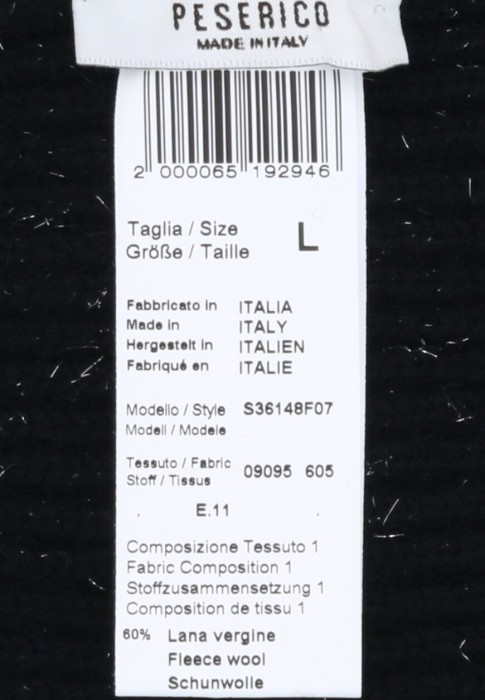 PESERICO
MADE IN ITALY
2 000065 192946
Taglia / Size
Größe / Taille
L
Fabbricato in ITALIA
Made in ITALY
Hergestelt in ITALIEN
Fabriqué en ITALIE
Modello / Style S36148F07
Modell / Modele
Tessuto / Fabric
Stoff / Tissus
09095 605
E.11
Composizione Tessuto 1
Fabric Composition 1
Stoffzusammensetzung 1
Composition de tissu 1
60% Lana vergine
Fleece wool
Schunwolle